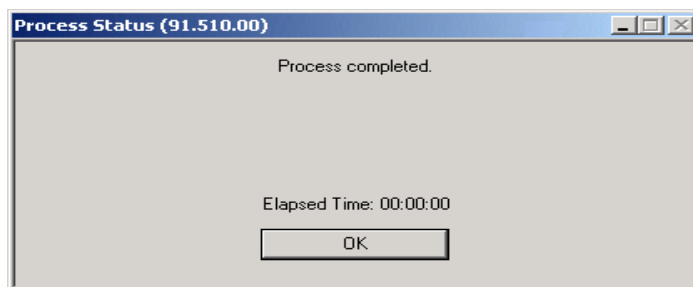 Process Status (91.510.00)
Process completed.
Elapsed Time: 00:00:00
OK